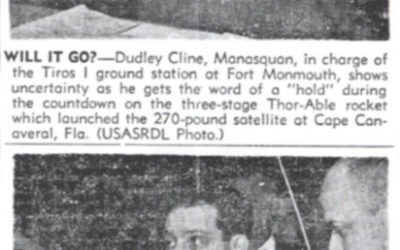 WILL IT GO?—Dudley Cline, Manasquan, in charge of
the Tiros I ground station at Fort Monmouth, shows
uncertainty as he gets the word of a "hold" during
the countdown on the three-stage Thor-Able rocket
which launched the 270-pound satellite at Cape Can-
averal, Fla. (USASRDL Photo.)